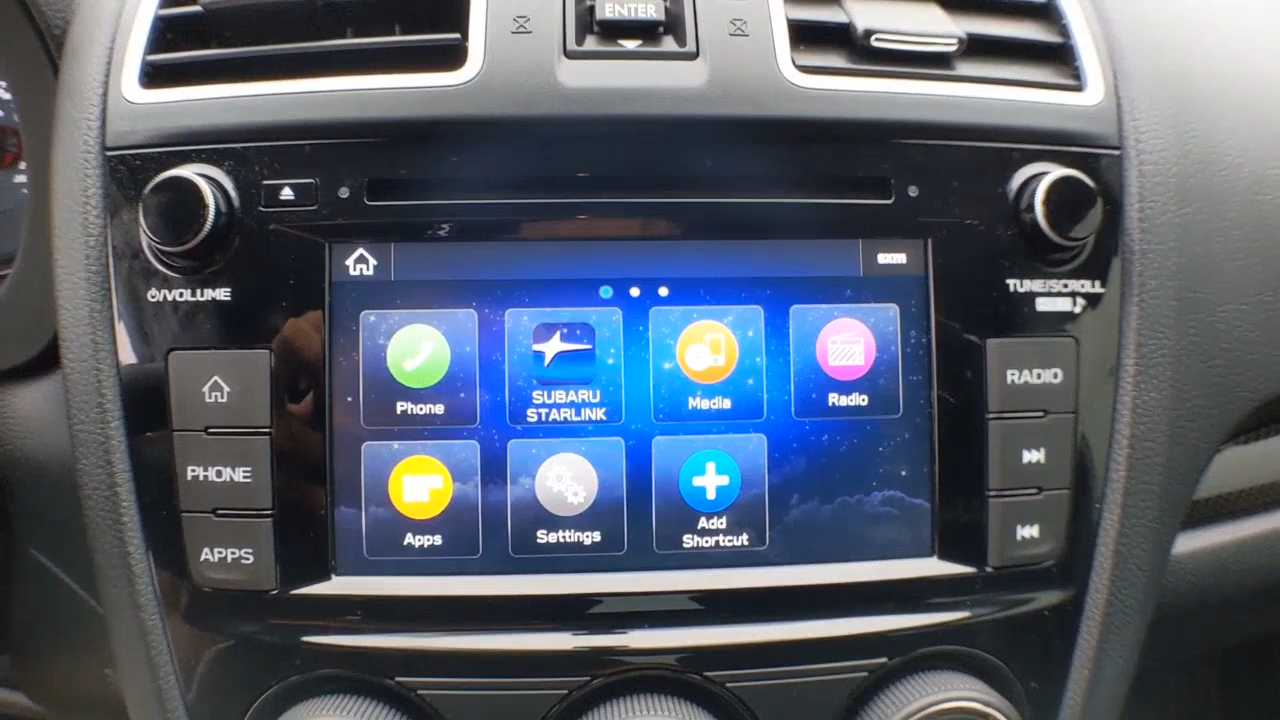 ENTER
⏻/VOLUME
TUNE/SCROLL
PHONE
APPS
RADIO
Phone
SUBARU
STARLINK
Media
Radio
Apps
Settings
Add
Shortcut